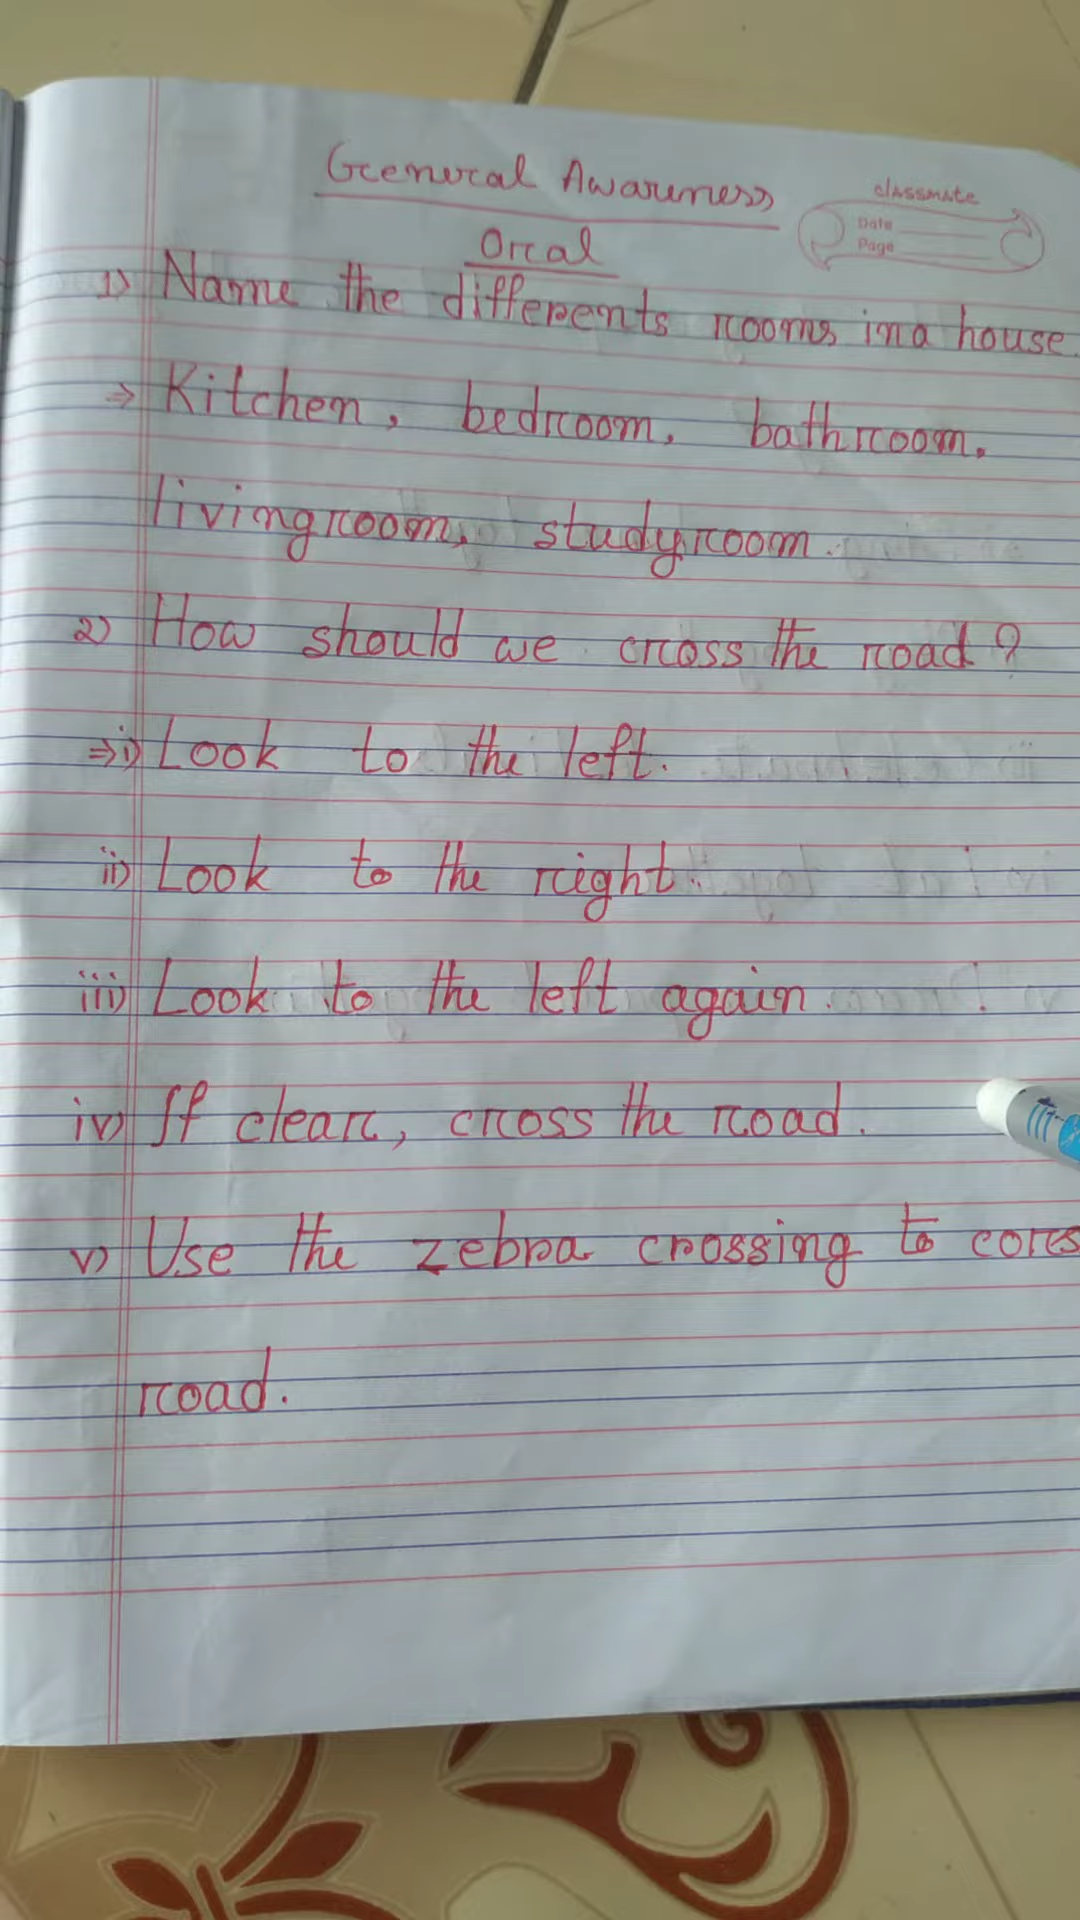 General Awareness
classmate
Date
Page
Oral
1) Name the differents rooms in a house.
⇒ Kitchen, bedroom, bathroom,
livingroom, studyroom.
2) How should we cross the road?
⇒ i) Look to the left.
ii) Look to the right.
iii) Look to the left again.
iv) If clear, cross the road.
v) Use the zebra crossing to cores
road.